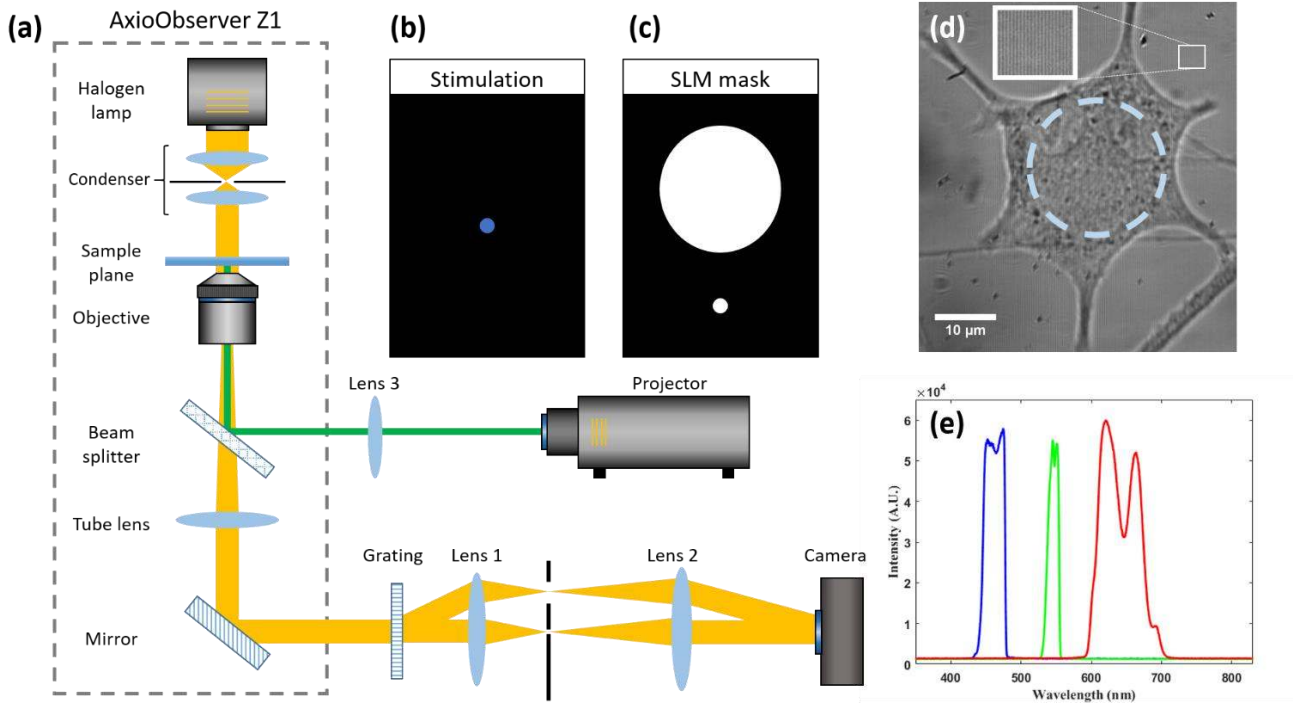 (a)
AxioObserver Z1
Halogen
lamp
Condenser
Sample
plane
Objective
Beam
splitter
Tube lens
Mirror
Lens 3
Projector
Grating
Lens 1
Lens 2
Camera
(b)
Stimulation
(c)
SLM mask
(d)
10 µm
(e)
×10⁴
6
5
4
3
2
1
0
Intensity (A.U.)
400
500
600
700
800
Wavelength (nm)